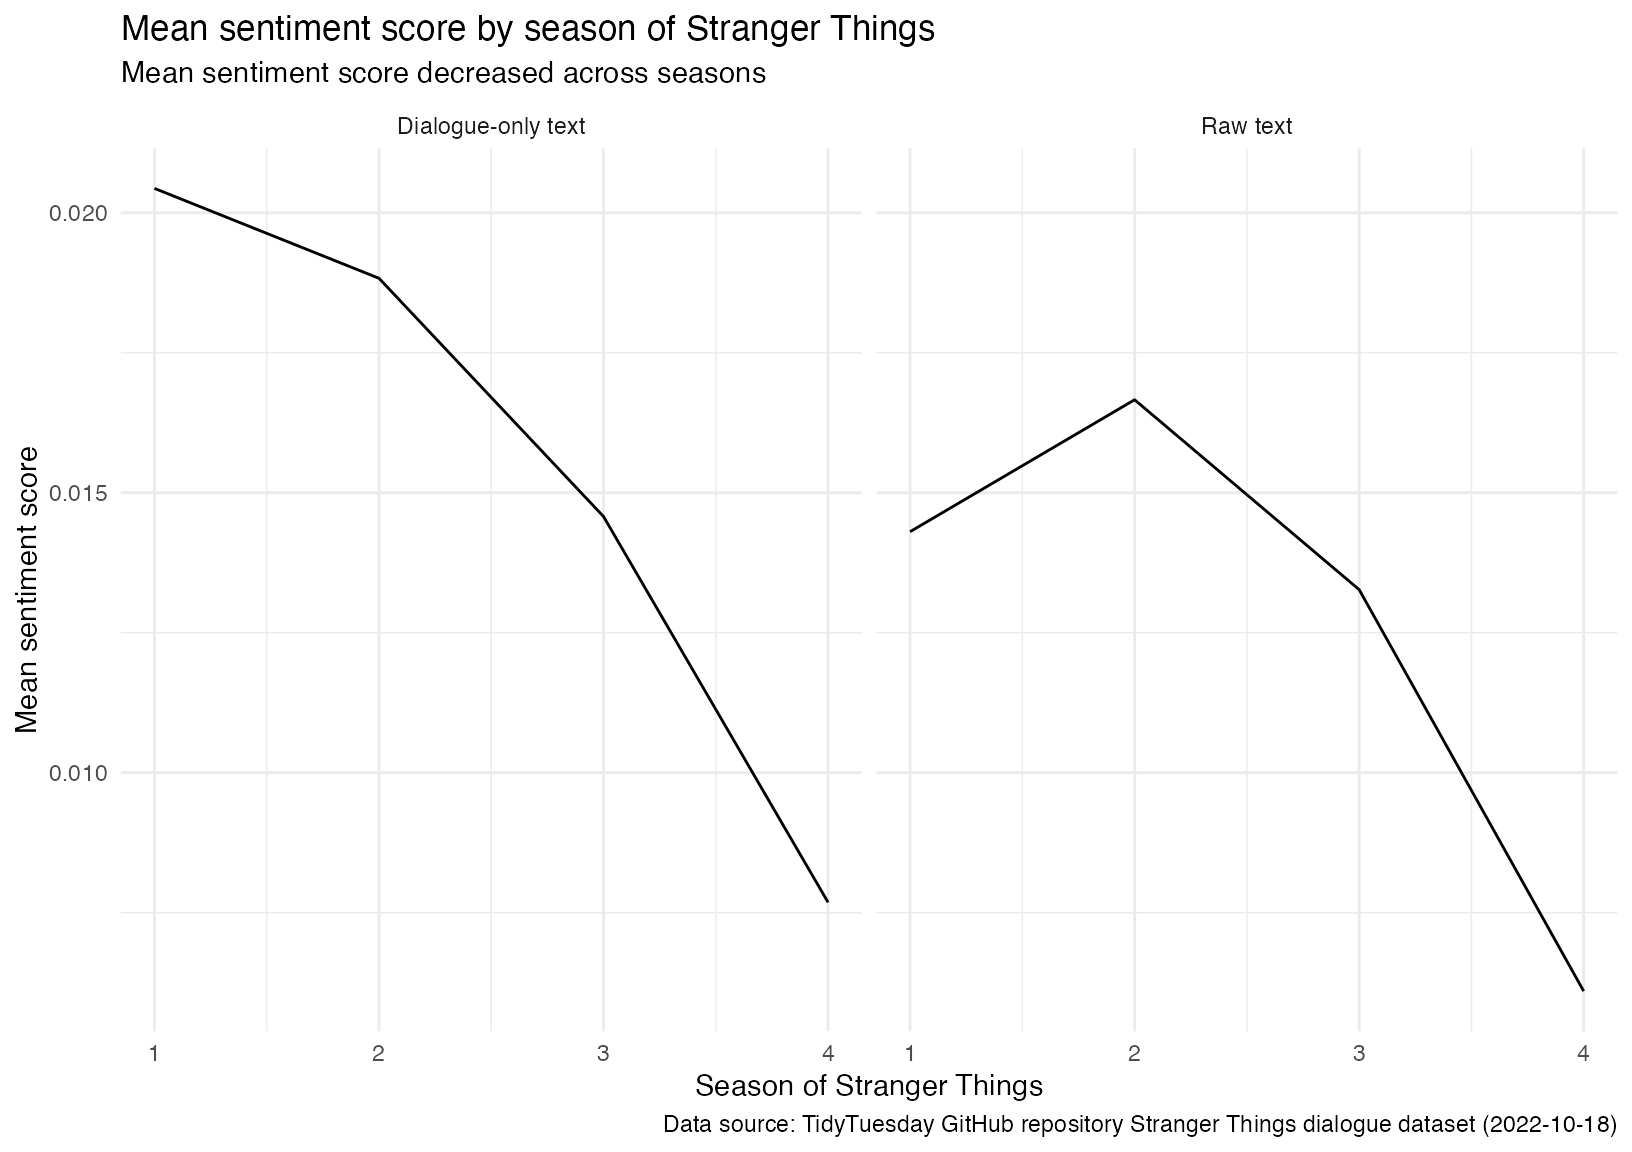 Mean sentiment score by season of Stranger Things
Mean sentiment score decreased across seasons
Dialogue-only text
Raw text
Mean sentiment score
0.020
0.015
0.010
1 2 3 4 1 2 3 4
Season of Stranger Things
Data source: TidyTuesday GitHub repository Stranger Things dialogue dataset (2022-10-18)